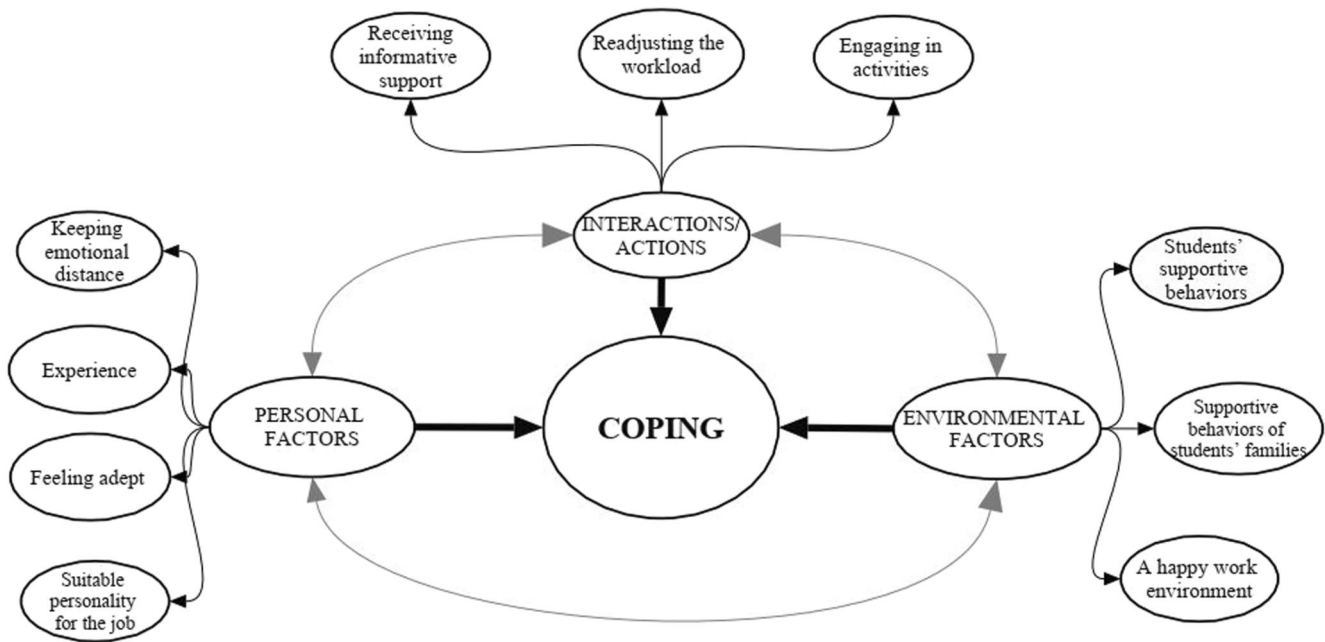 Receiving
informative
support
Readjusting the
workload
Engaging in
activities
INTERACTIONS/
ACTIONS
Keeping
emotional
distance
Experience
Feeling adept
Suitable
personality
for the job
PERSONAL
FACTORS
COPING
ENVIRONMENTAL
FACTORS
Students’
supportive
behaviors
Supportive
behaviors of
students’ families
A happy work
environment